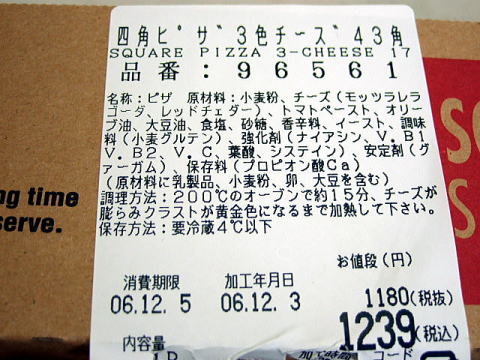 四角ピザ3色チーズ43角
SQUARE PIZZA 3-CHEESE 17
品番:96561
名称:ピザ 原材料:小麦粉、チーズ(モッツラレラ
ゴーダ、レッドチェダー)、トマトペースト、オリー
ブ油、大豆油、食塩、砂糖、香辛料、イースト、調味
料(小麦グルテン)、強化剤(ナイアシン、V.B1
V.B2、V.C、葉酸、システイン)、安定剤(グ
ァーガム)、保存料(プロピオン酸Ca)
(原材料に乳製品、小麦粉、卵、大豆を含む)
調理方法:200℃のオーブンで約15分、チーズが
膨らみクラストが黄金色になるまで加熱して下さい。
保存方法:要冷蔵4℃以下
お値段(円)
消費期限 加工年月日
06.12.5 06.12.3
1180(税抜)
1239(税込)
内容量
コード
ng time
serve.